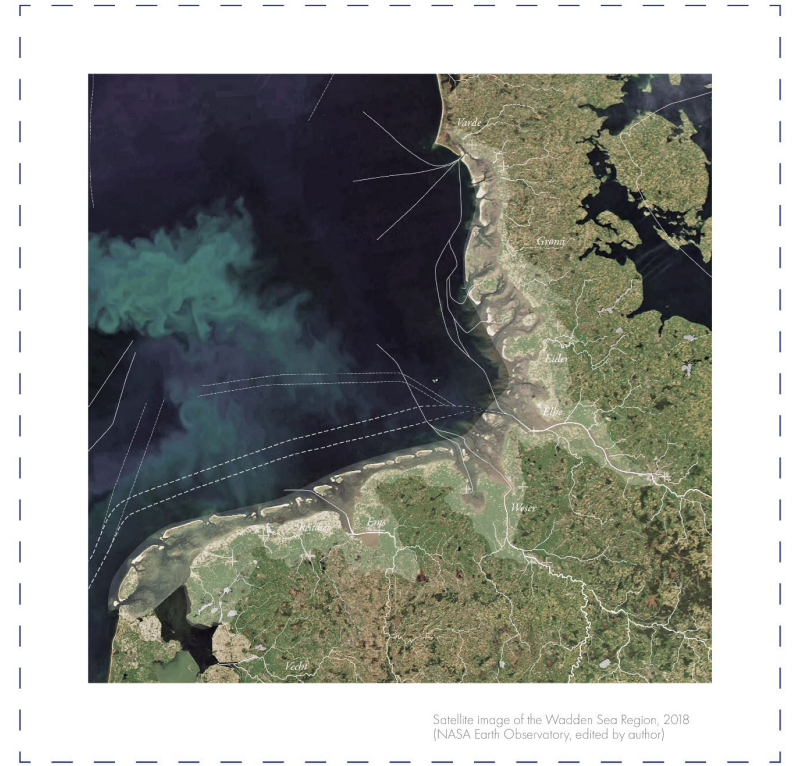 Varde
Gronå
Eider
Elbe
Weser
Ems
Vecht
Satellite image of the Wadden Sea Region, 2018
(NASA Earth Observatory, edited by author)